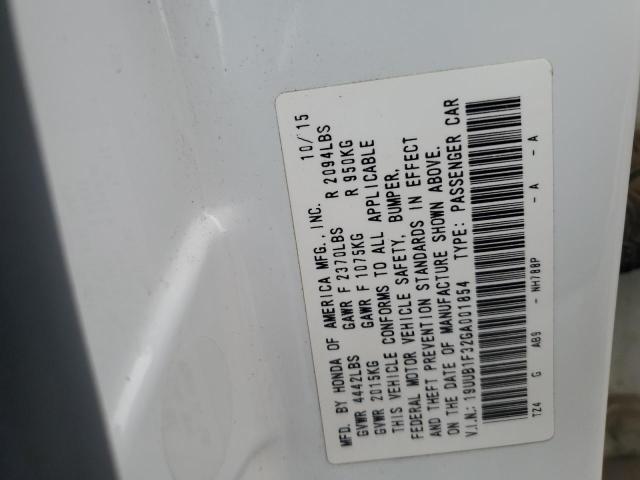 MFD. BY HONDA OF AMERICA MFG., INC. 10/15
GVWR 4442LBS GAWR F 2370LBS R 2094LBS
GVWR 2015KG GAWR F 1075KG R 950KG
THIS VEHICLE CONFORMS TO ALL APPLICABLE
FEDERAL MOTOR VEHICLE SAFETY, BUMPER,
AND THEFT PREVENTION STANDARDS IN EFFECT
ON THE DATE OF MANUFACTURE SHOWN ABOVE.
V.I.N.: 19UUB1F32GA001854 TYPE: PASSENGER CAR
TZ4 G AB9 - NH788P - A - A